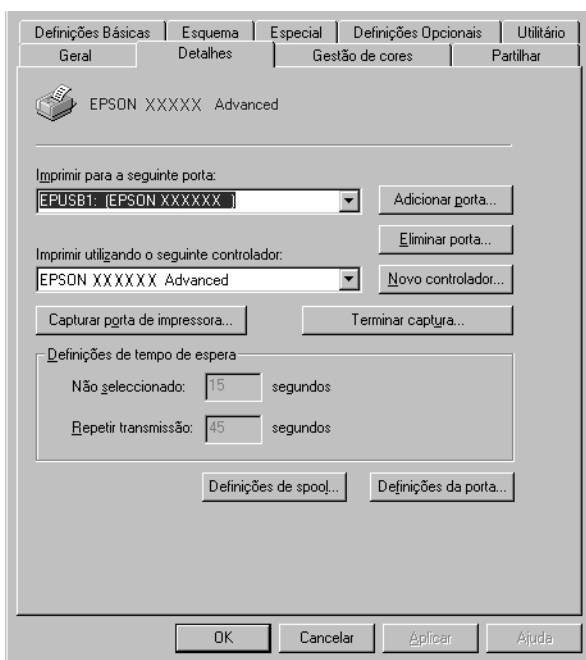 Definições Básicas Esquema Especial Definições Opcionais Utilitário
Geral Detalhes Gestão de cores Partilhar
EPSON XXXXX Advanced
Imprimir para a seguinte porta:
EPUSB1: (EPSON XXXXXX )
Adicionar porta...
Eliminar porta...
Imprimir utilizando o seguinte controlador:
EPSON XXXXXX Advanced
Novo controlador...
Capturar porta de impressora... Terminar captura...
Definições de tempo de espera
Não seleccionado: 15 segundos
Repetir transmissão: 45 segundos
Definições de spool... Definições da porta...
OK Cancelar Aplicar Ajuda